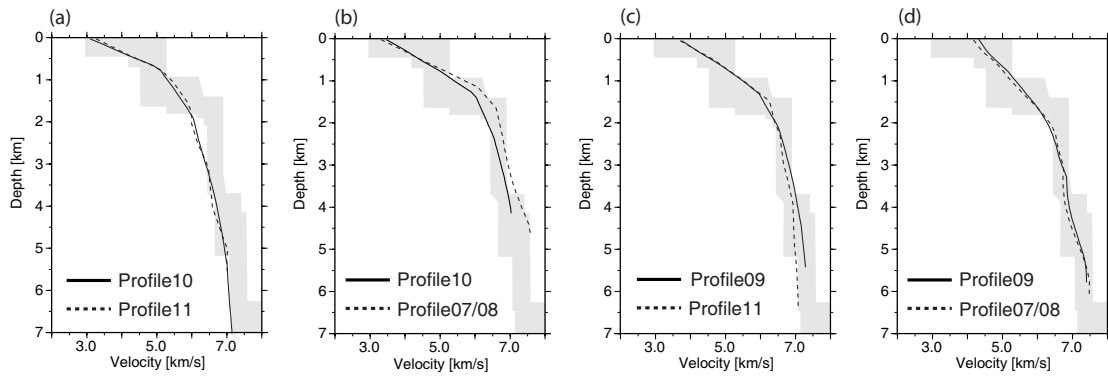 (a)
0
1
2
3
4
5
6
7
Depth [km]
3.0 5.0 7.0
Velocity [km/s]
Profile10
Profile11
(b)
0
1
2
3
4
5
6
7
Depth [km]
3.0 5.0 7.0
Velocity [km/s]
Profile10
Profile07/08
(c)
0
1
2
3
4
5
6
7
Depth [km]
3.0 5.0 7.0
Velocity [km/s]
Profile09
Profile11
(d)
0
1
2
3
4
5
6
7
Depth [km]
3.0 5.0 7.0
Velocity [km/s]
Profile09
Profile07/08